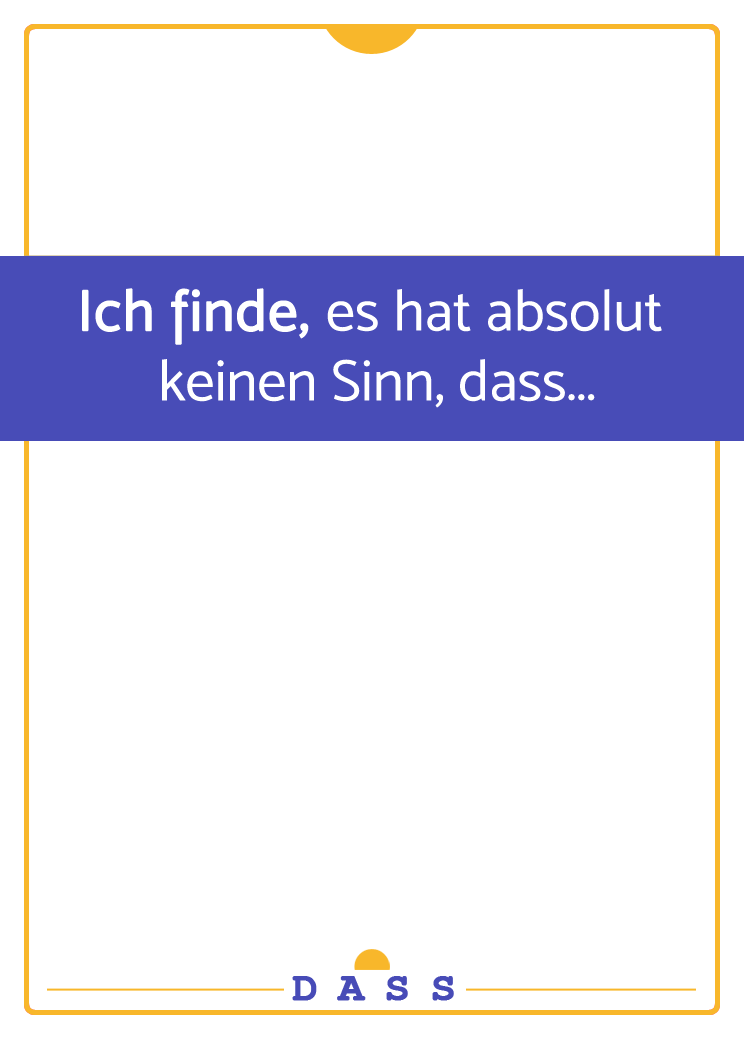 Ich finde, es hat absolut
keinen Sinn, dass...
DASS